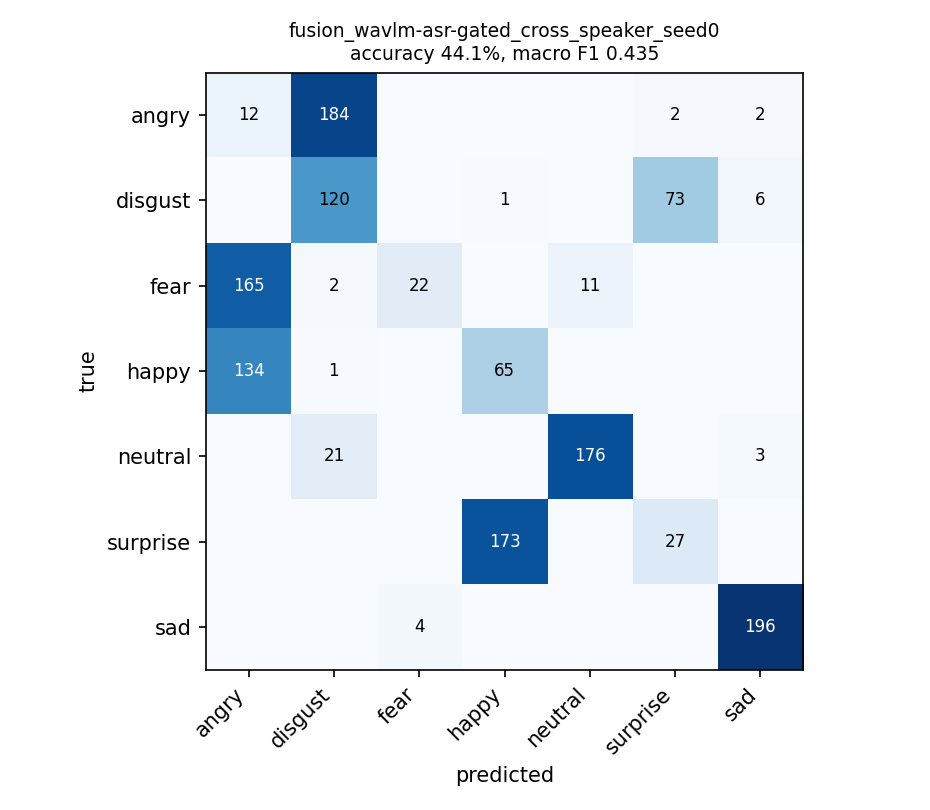 fusion_wavlm-asr-gated_cross_speaker_seed0
accuracy 44.1%, macro F1 0.435
true
angry 12 184 2 2
disgust 120 1 73 6
fear 165 2 22 11
happy 134 1 65
neutral 21 176 3
surprise 173 27
sad 4 196
angry disgust fear happy neutral surprise sad
predicted